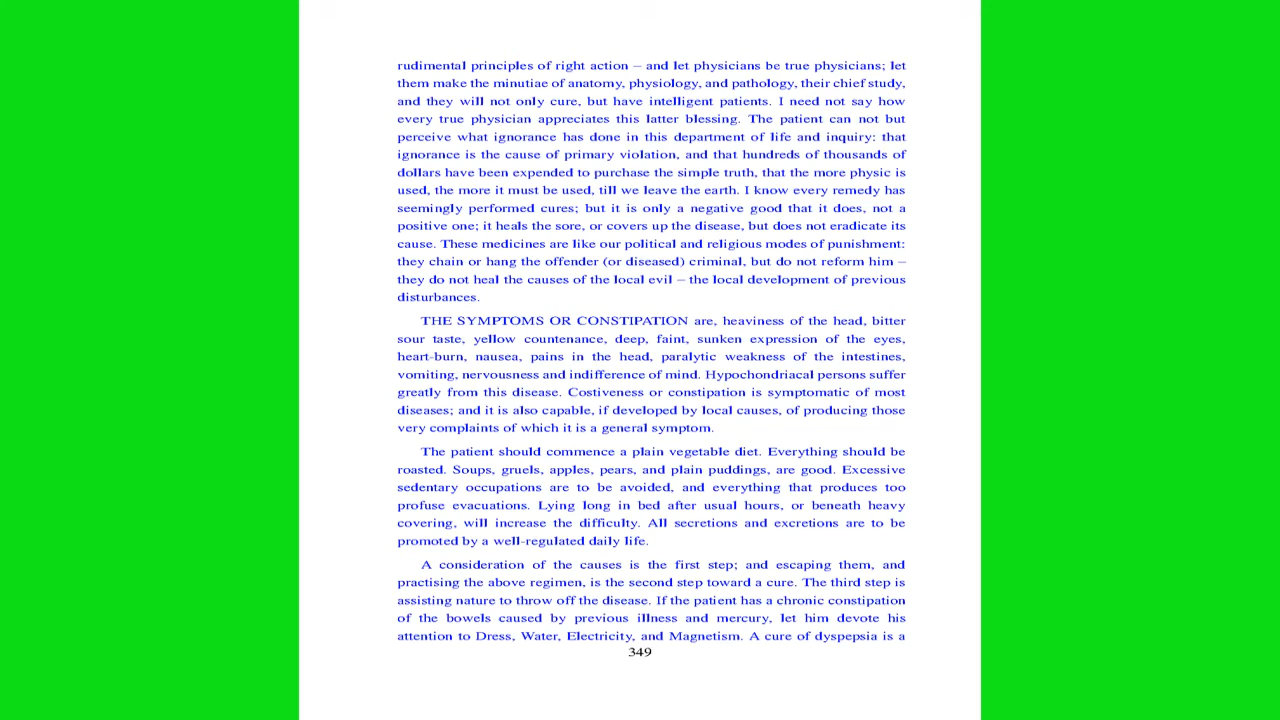 rudimental principles of right action – and let physicians be true physicians; let
them make the minutiae of anatomy, physiology, and pathology, their chief study,
and they will not only cure, but have intelligent patients. I need not say how
every true physician appreciates this latter blessing. The patient can not but
perceive what ignorance has done in this department of life and inquiry: that
ignorance is the cause of primary violation, and that hundreds of thousands of
dollars have been expended to purchase the simple truth, that the more physic is
used, the more it must be used, till we leave the earth. I know every remedy has
seemingly performed cures; but it is only a negative good that it does, not a
positive one; it heals the sore, or covers up the disease, but does not eradicate its
cause. These medicines are like our political and religious modes of punishment:
they chain or hang the offender (or diseased) criminal, but do not reform him –
they do not heal the causes of the local evil – the local development of previous
disturbances.
THE SYMPTOMS OR CONSTIPATION are, heaviness of the head, bitter
sour taste, yellow countenance, deep, faint, sunken expression of the eyes,
heart-burn, nausea, pains in the head, paralytic weakness of the intestines,
vomiting, nervousness and indifference of mind. Hypochondriacal persons suffer
greatly from this disease. Costiveness or constipation is symptomatic of most
diseases; and it is also capable, if developed by local causes, of producing those
very complaints of which it is a general symptom.
The patient should commence a plain vegetable diet. Everything should be
roasted. Soups, gruels, apples, pears, and plain puddings, are good. Excessive
sedentary occupations are to be avoided, and everything that produces too
profuse evacuations. Lying long in bed after usual hours, or beneath heavy
covering, will increase the difficulty. All secretions and excretions are to be
promoted by a well-regulated daily life.
A consideration of the causes is the first step; and escaping them, and
practising the above regimen, is the second step toward a cure. The third step is
assisting nature to throw off the disease. If the patient has a chronic constipation
of the bowels caused by previous illness and mercury, let him devote his
attention to Dress, Water, Electricity, and Magnetism. A cure of dyspepsia is a
349